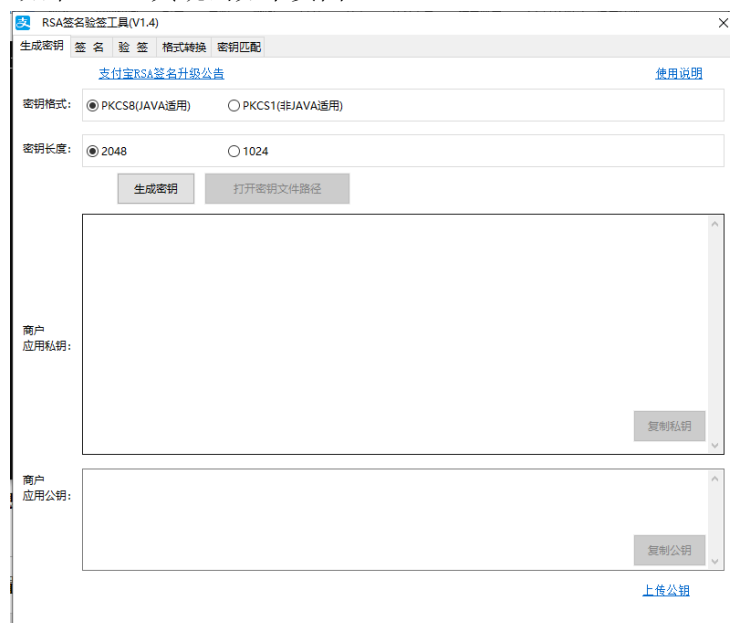 支 RSA签名验签工具(V1.4)
生成密钥 签 名 验 签 格式转换 密钥匹配
支付宝RSA签名升级公告 使用说明
密钥格式: PKCS8(JAVA适用) PKCS1(非JAVA适用)
密钥长度: 2048 1024
生成密钥 打开密钥文件路径
商户
应用私钥:
复制私钥
商户
应用公钥:
复制公钥
上传公钥